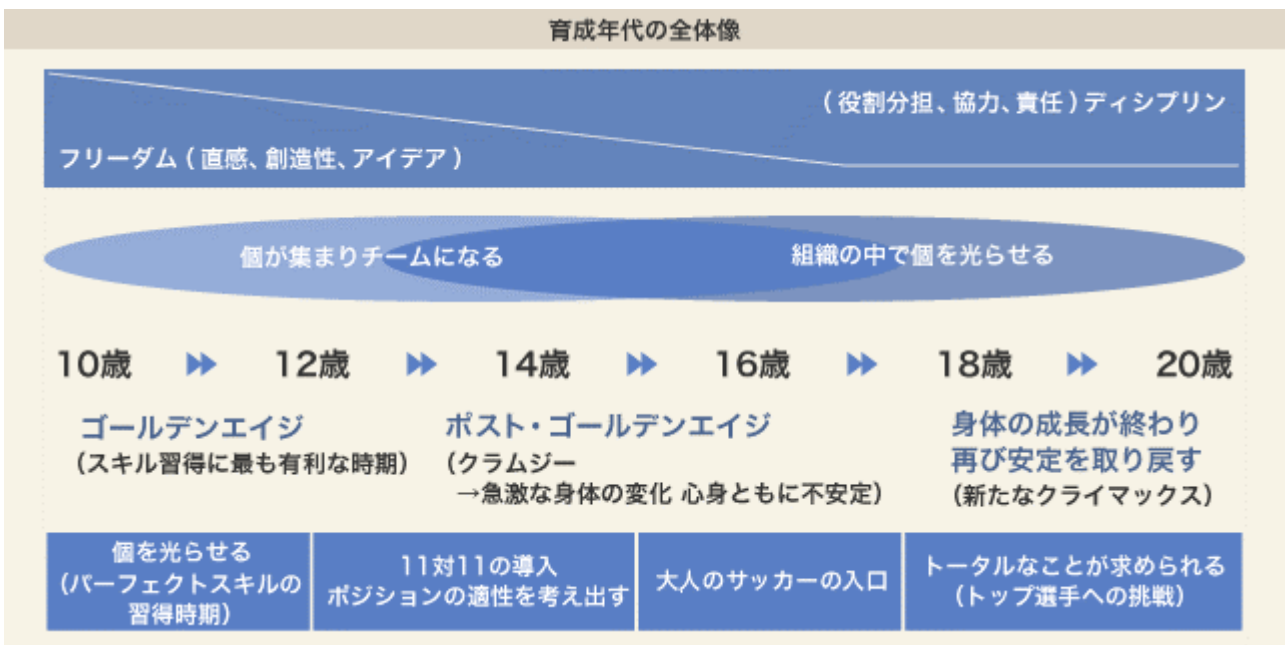 育成年代の全体像
(役割分担、協力、責任)ディシプリン
フリーダム(直感、創造性、アイデア)
個が集まりチームになる
組織の中で個を光らせる
10歳
12歳
14歳
16歳
18歳
20歳
ゴールデンエイジ
(スキル習得に最も有利な時期)
ポスト・ゴールデンエイジ
(クラムジー
→急激な身体の変化 心身ともに不安定)
身体の成長が終わり
再び安定を取り戻す
(新たなクライマックス)
個を光らせる
(パーフェクトスキルの
習得時期)
11対11の導入
ポジションの適性を考え出す
大人のサッカーの入口
トータルなことが求められる
(トップ選手への挑戦)